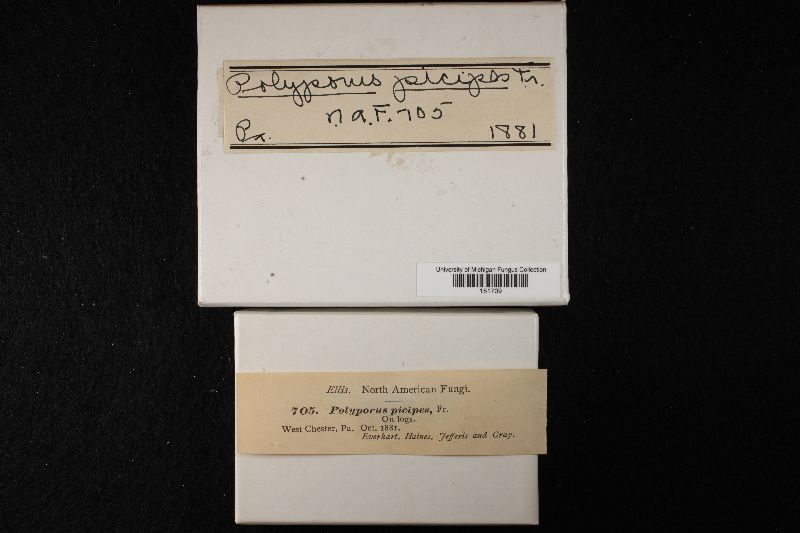 Polyporus picipes Fr.
n a.F. 705
Pa. 1881
University of Michigan Fungus Collection
151709
Ellis. North American Fungi.
705. Polyporus picipes, Fr.
On logs.
West Chester, Pa. Oct. 1881.
Everhart, Haines, Jefferis and Gray.